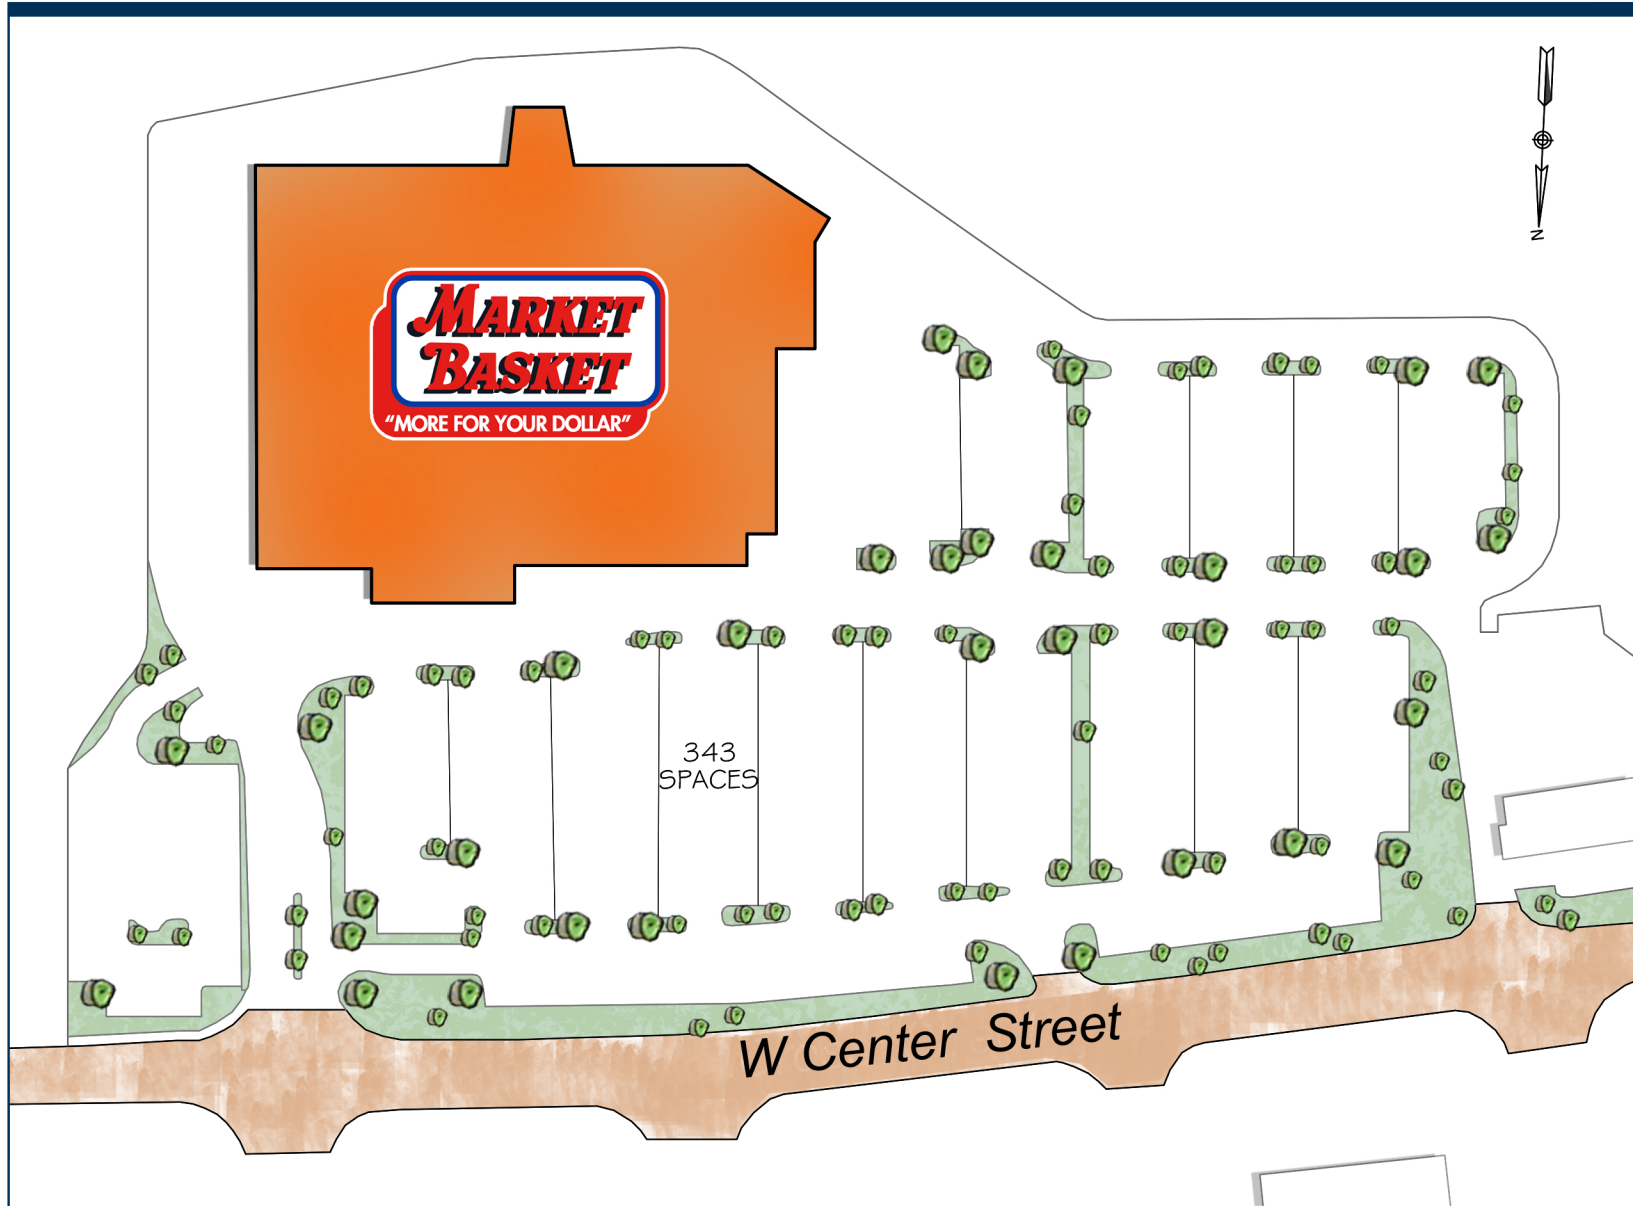 N
MARKET
BASKET
“MORE FOR YOUR DOLLAR”
343
SPACES
W Center Street